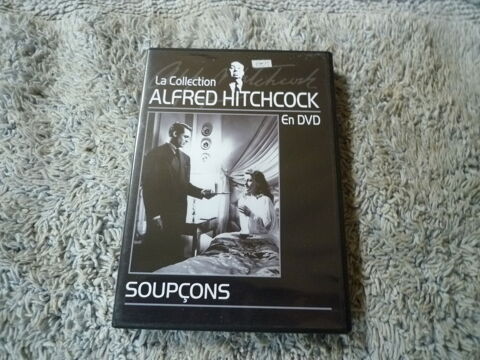 La Collection
ALFRED HITCHCOCK
En DVD
SOUPÇONS